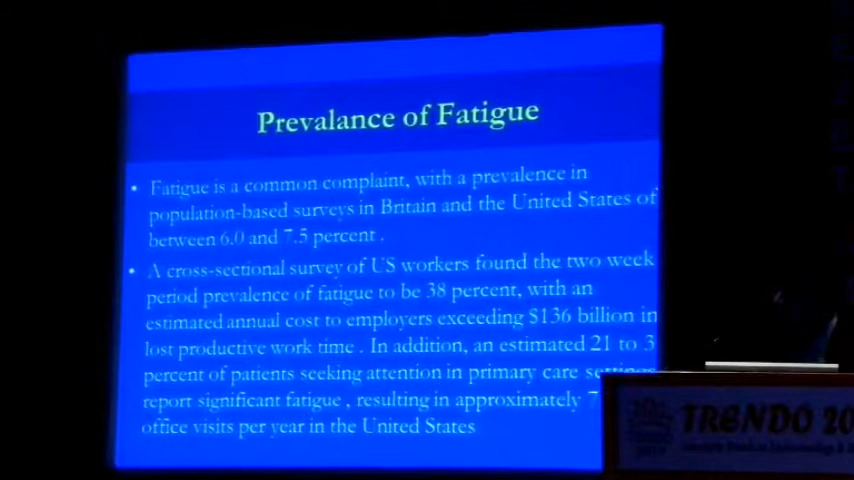 Prevalance of Fatigue
• Fatigue is a common complaint, with a prevalence in
population-based surveys in Britain and the United States of
between 6.0 and 7.5 percent .
• A cross-sectional survey of US workers found the two week
period prevalence of fatigue to be 38 percent, with an
estimated annual cost to employers exceeding $136 billion in
lost productive work time . In addition, an estimated 21 to 3
percent of patients seeking attention in primary care settings
report significant fatigue , resulting in approximately 7
office visits per year in the United States
TRENDO 20